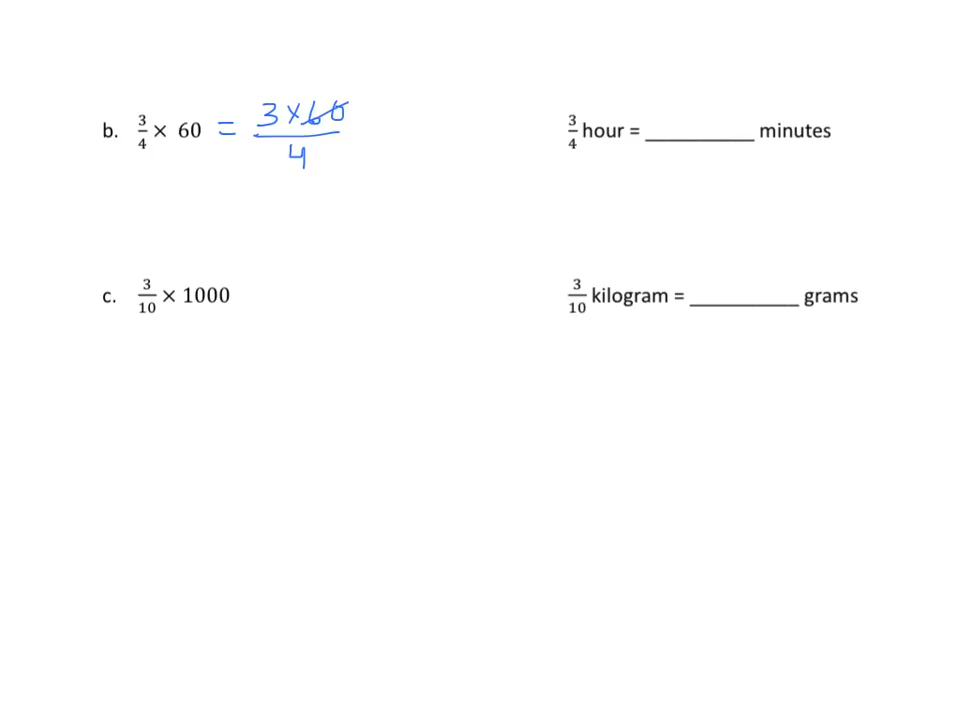 b. 3/4 × 60 = 3 × 60 / 4
3/4 hour = __________ minutes
c. 3/10 × 1000
3/10 kilogram = __________ grams